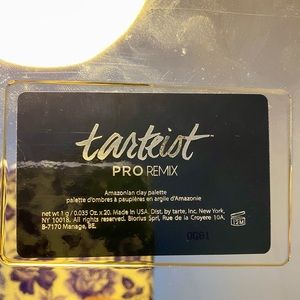 tarteist™
PRO REMIX
Amazonian clay palette
palette d'ombres à paupières en argile d'Amazonie
net wt 1 g / 0.035 Oz. x 20. Made in USA. Dist. by tarte, inc. New York,
NY 10018. All rights reserved. Biorius Sprl, Rue de la Croyere 10A,
B-7170 Manage, BE.
12M